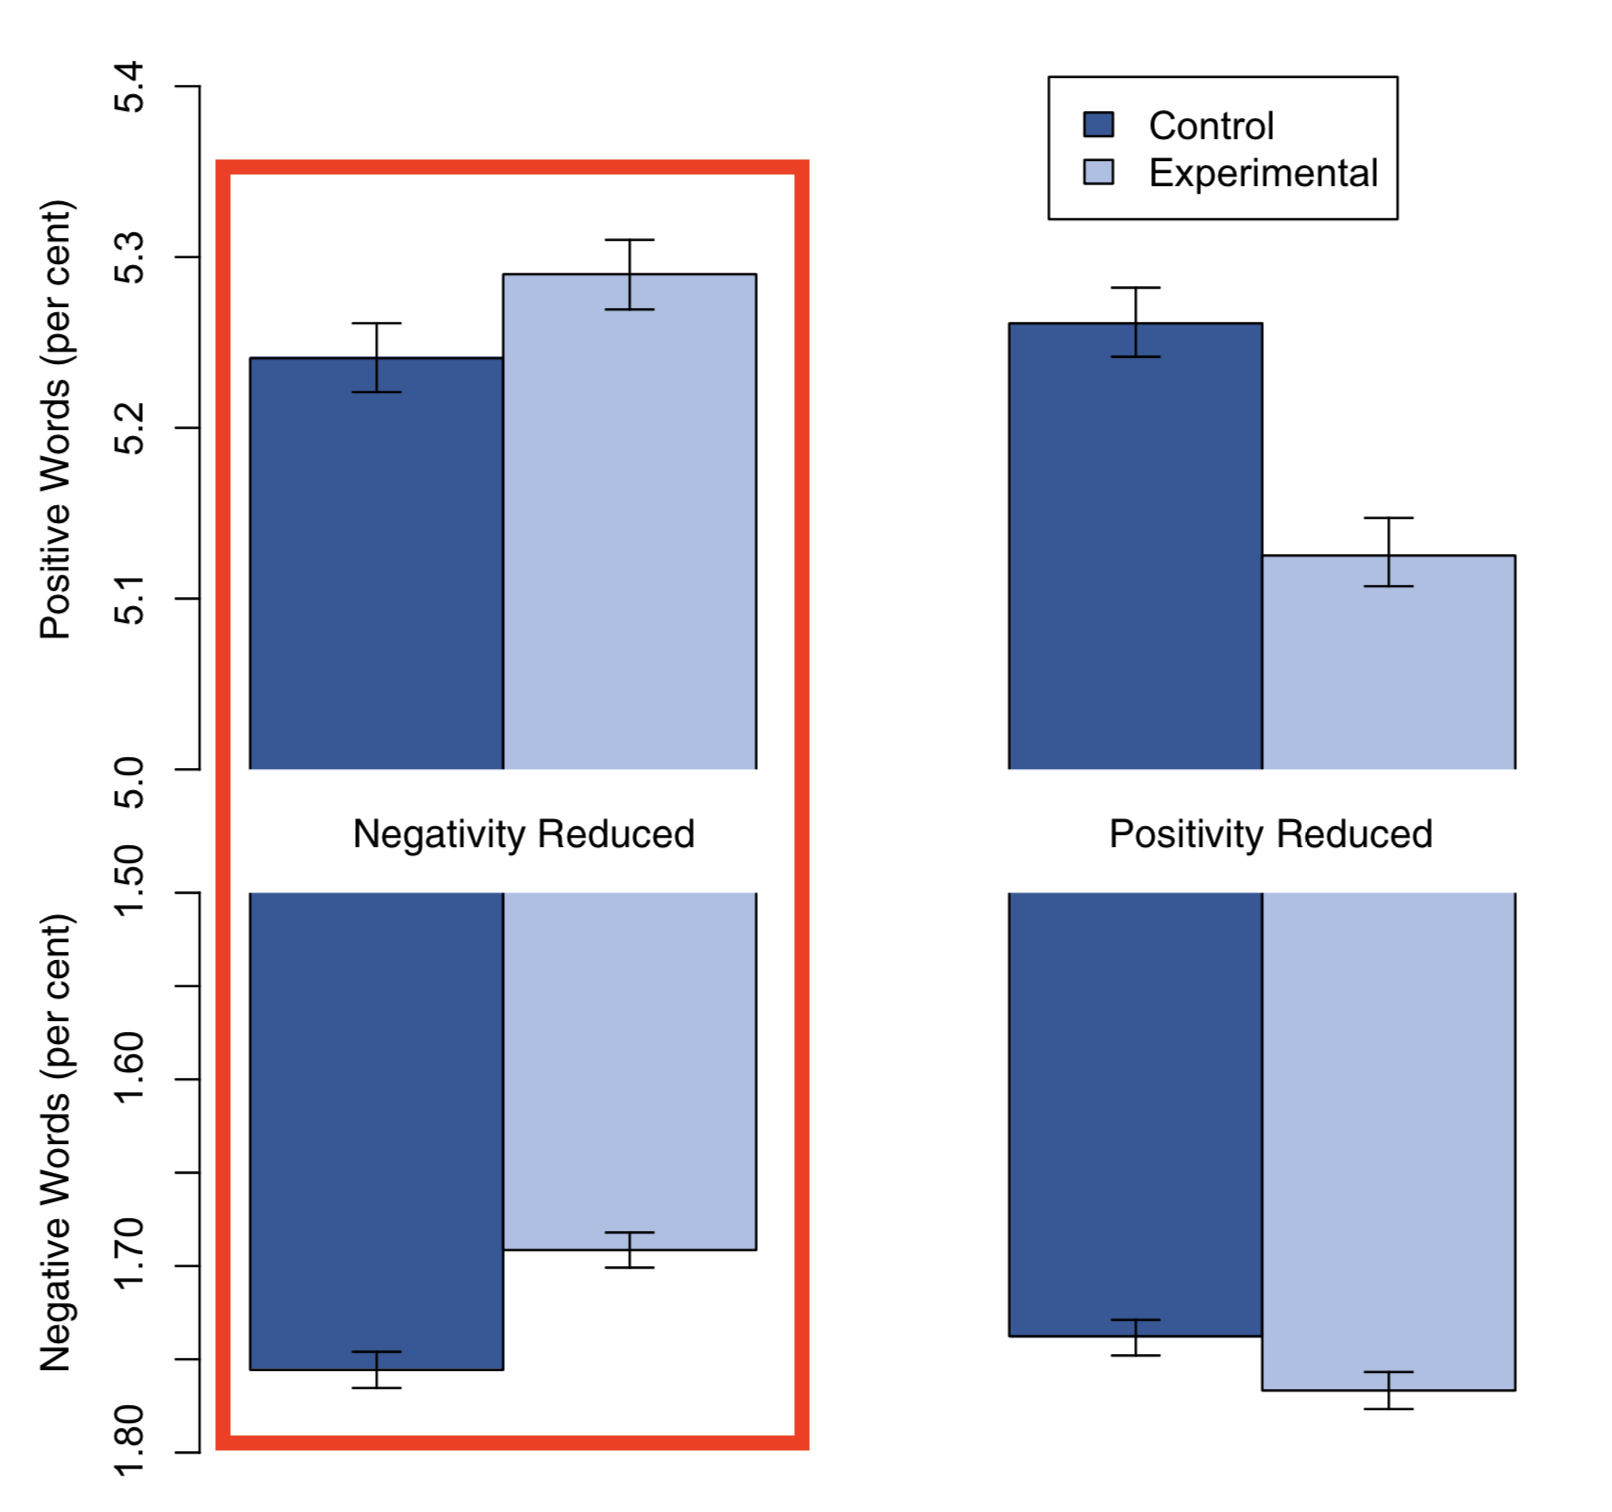 Positive Words (per cent)
5.4
5.3
5.2
5.1
5.0
Control
Experimental
Negativity Reduced
Positivity Reduced
Negative Words (per cent)
1.50
1.60
1.70
1.80